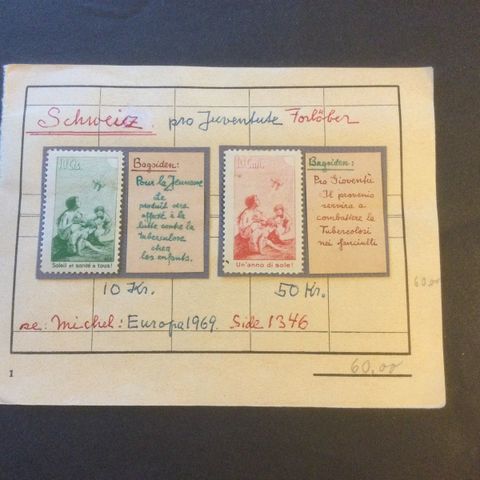 Schweiz. pro Juventute Forløber
10 Cts
Bagsiden:
Pour la Jeunesse
Le
produit sera
affecté à la
lutte contre la
tuberculose
chez
les enfants.
Soleil et santé à tous!
10 Cent.
Bagsiden:
Pro Gioventù
Il provenio
servira a
combattere la
Tubercolosi
nei fanciulli
Un'anno di sole!
10 Kr.
50 Kr.
60,00
se: Michel: Europa 1969. Side 1346
1
60,00